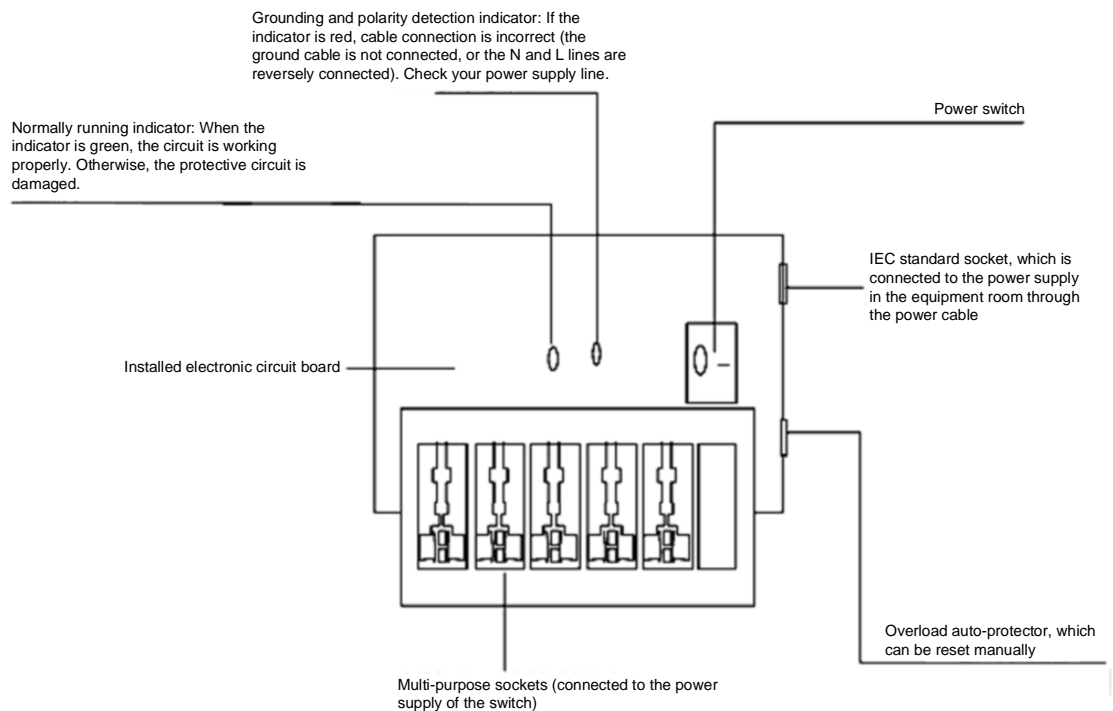 Grounding and polarity detection indicator: If the
indicator is red, cable connection is incorrect (the
ground cable is not connected, or the N and L lines are
reversely connected). Check your power supply line.
Power switch
Normally running indicator: When the
indicator is green, the circuit is working
properly. Otherwise, the protective circuit is
damaged.
IEC standard socket, which is
connected to the power supply
in the equipment room through
the power cable
Installed electronic circuit board
Overload auto-protector, which
can be reset manually
Multi-purpose sockets (connected to the power
supply of the switch)